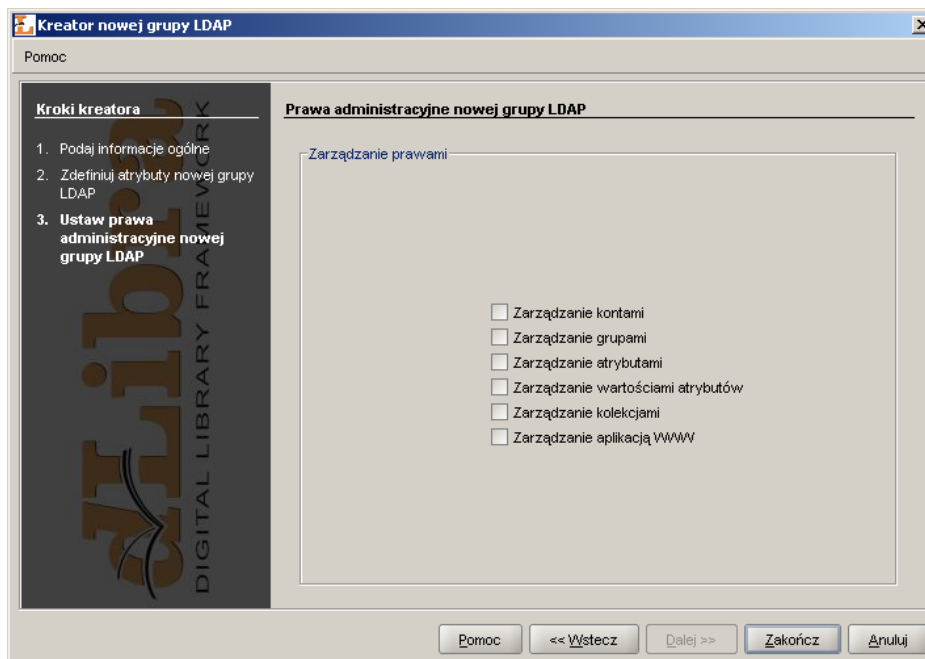 Kreator nowej grupy LDAP
Pomoc
Kroki kreatora
1. Podaj informacje ogólne
2. Zdefiniuj atrybuty nowej grupy
LDAP
3. Ustaw prawa
administracyjne nowej
grupy LDAP
dLibra
DIGITAL LIBRARY FRAMEWORK
Prawa administracyjne nowej grupy LDAP
Zarządzanie prawami
Zarządzanie kontami
Zarządzanie grupami
Zarządzanie atrybutami
Zarządzanie wartościami atrybutów
Zarządzanie kolekcjami
Zarządzanie aplikacją WWW
Pomoc
<< Wstecz
Dalej >>
Zakończ
Anuluj